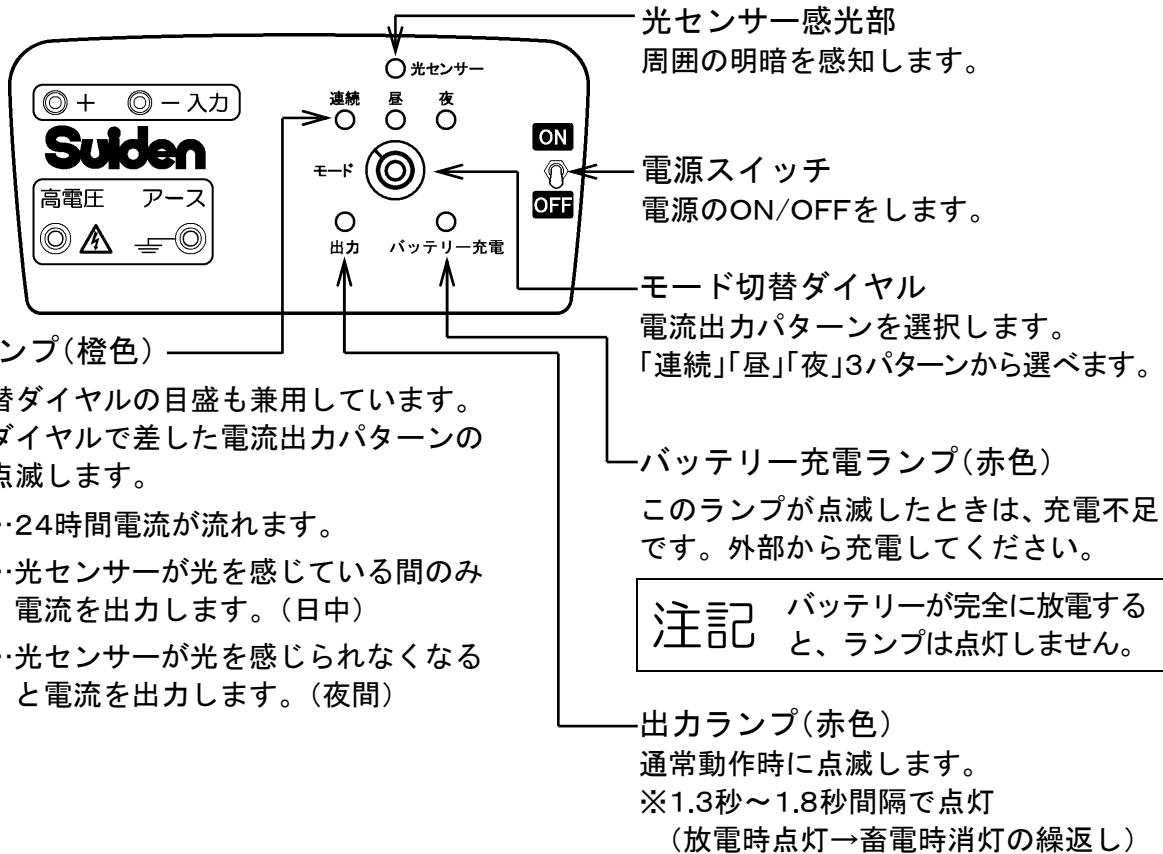 光センサー感光部
周囲の明暗を感知します。
光センサー
連続 昼 夜
+ - 入力
Suiden
モード
ON
OFF
高電圧 アース
出力 バッテリー充電
電源スイッチ
電源のON/OFFをします。
モード切替ダイヤル
電流出力パターンを選択します。
「連続」「昼」「夜」3パターンから選べます。
ンプ(橙色)
替ダイヤルの目盛も兼用しています。
ダイヤルで差した電流出力パターンの
点滅します。
‥24時間電流が流れます。
‥光センサーが光を感じている間のみ
電流を出力します。(日中)
‥光センサーが光を感じられなくなる
と電流を出力します。(夜間)
バッテリー充電ランプ(赤色)
このランプが点滅したときは、充電不足
です。外部から充電してください。
注記
バッテリーが完全に放電する
と、ランプは点灯しません。
出力ランプ(赤色)
通常動作時に点滅します。
※1.3秒～1.8秒間隔で点灯
(放電時点灯→畜電時消灯の繰返し)